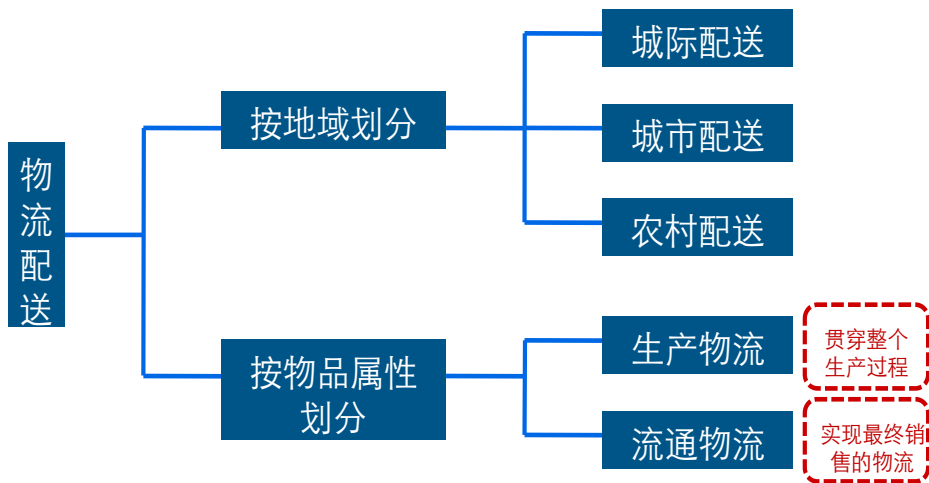 物
流
配
送
按地域划分
城际配送
城市配送
农村配送
按物品属性
划分
生产物流
贯穿整个
生产过程
流通物流
实现最终销
售的物流